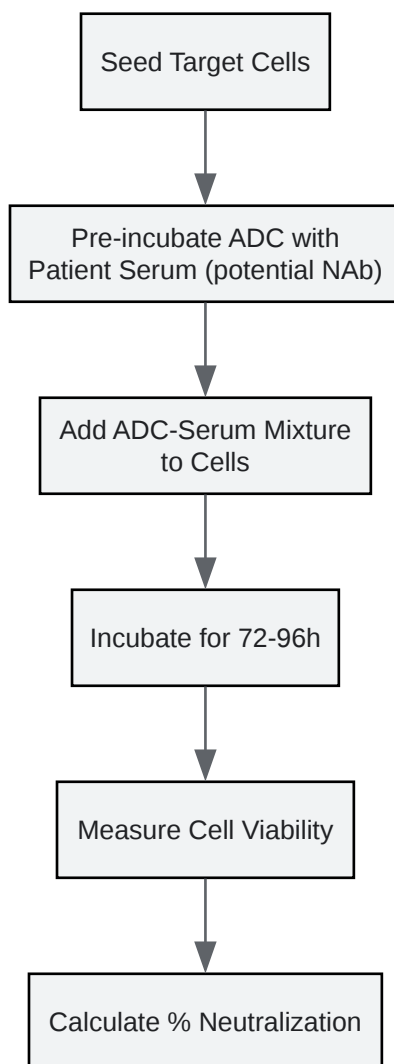 Seed Target Cells
Pre-incubate ADC with
Patient Serum (potential NAb)
Add ADC-Serum Mixture
to Cells
Incubate for 72-96h
Measure Cell Viability
Calculate % Neutralization